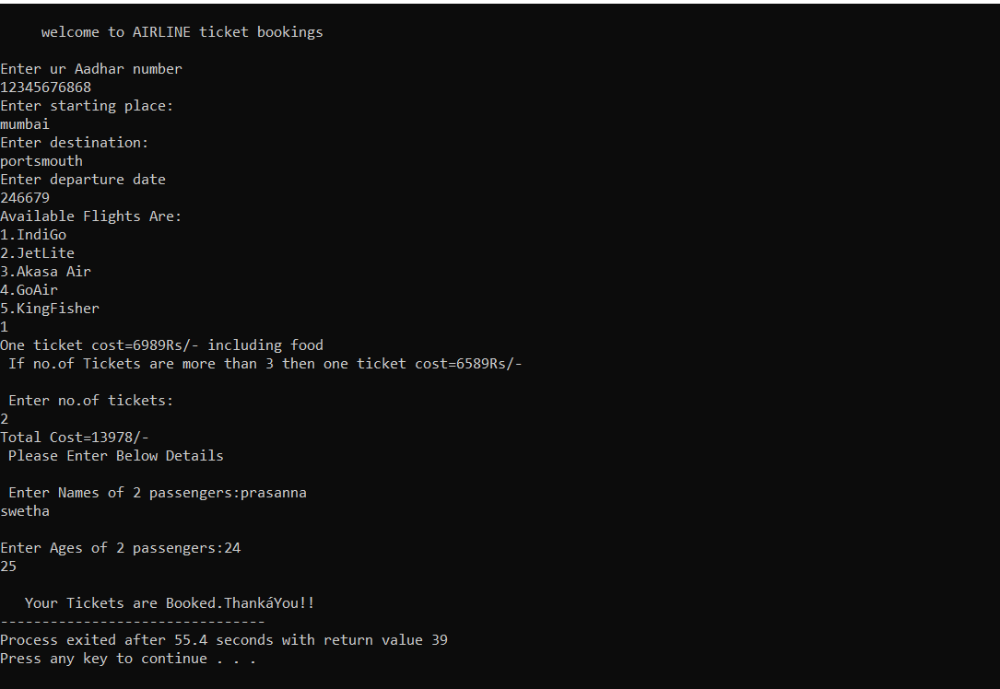 welcome to AIRLINE ticket bookings
Enter ur Aadhar number
12345676868
Enter starting place:
mumbai
Enter destination:
portsmouth
Enter departure date
246679
Available Flights Are:
1.IndiGo
2.JetLite
3.Akasa Air
4.GoAir
5.KingFisher
1
One ticket cost=6989Rs/- including food
If no.of Tickets are more than 3 then one ticket cost=6589Rs/-
Enter no.of tickets:
2
Total Cost=13978/-
Please Enter Below Details
Enter Names of 2 passengers:prasanna
swetha
Enter Ages of 2 passengers:24
25
Your Tickets are Booked.ThankáYou!!
--------------------------------
Process exited after 55.4 seconds with return value 39
Press any key to continue . . .